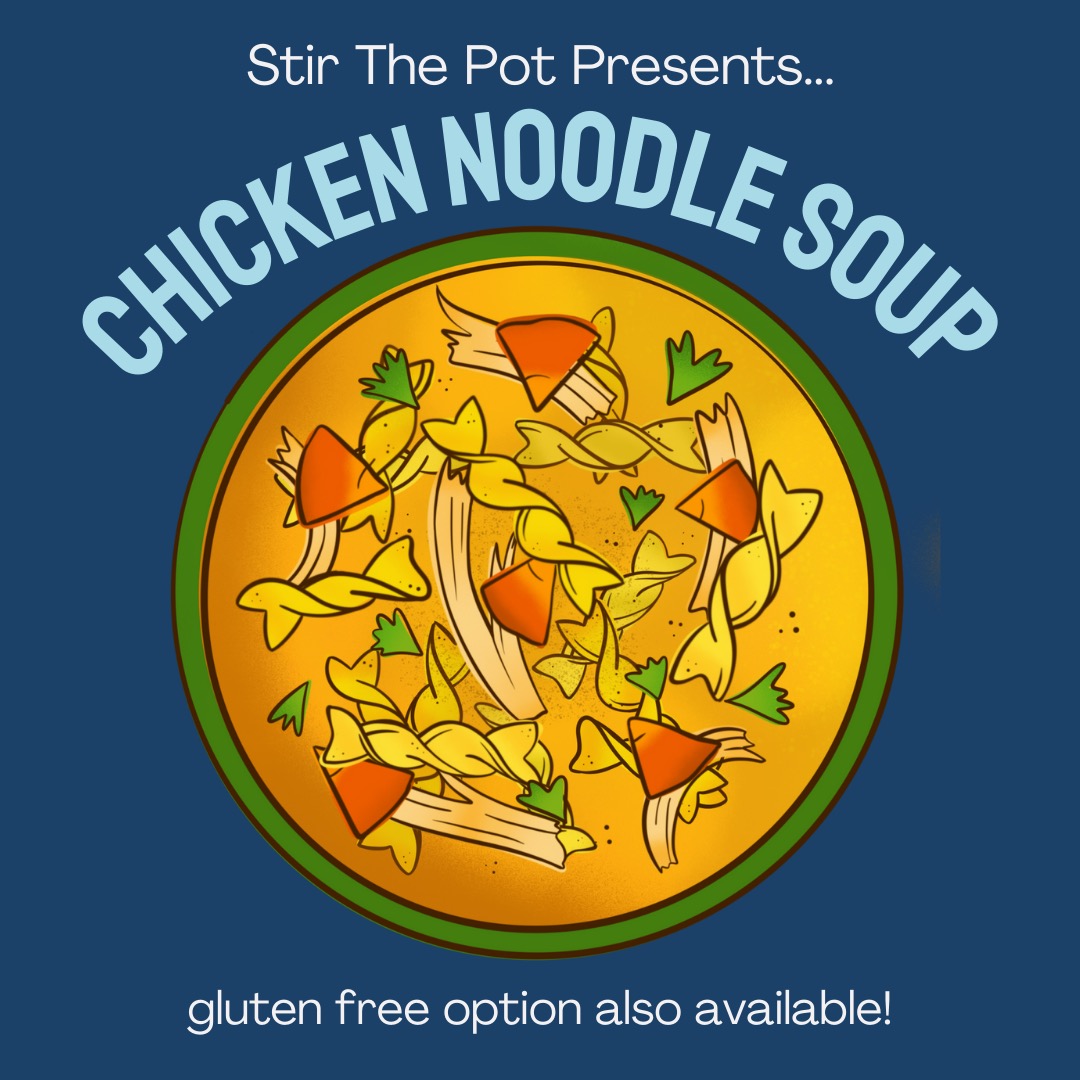 Stir The Pot Presents...
CHICKEN NOODLE SOUP
gluten free option also available!